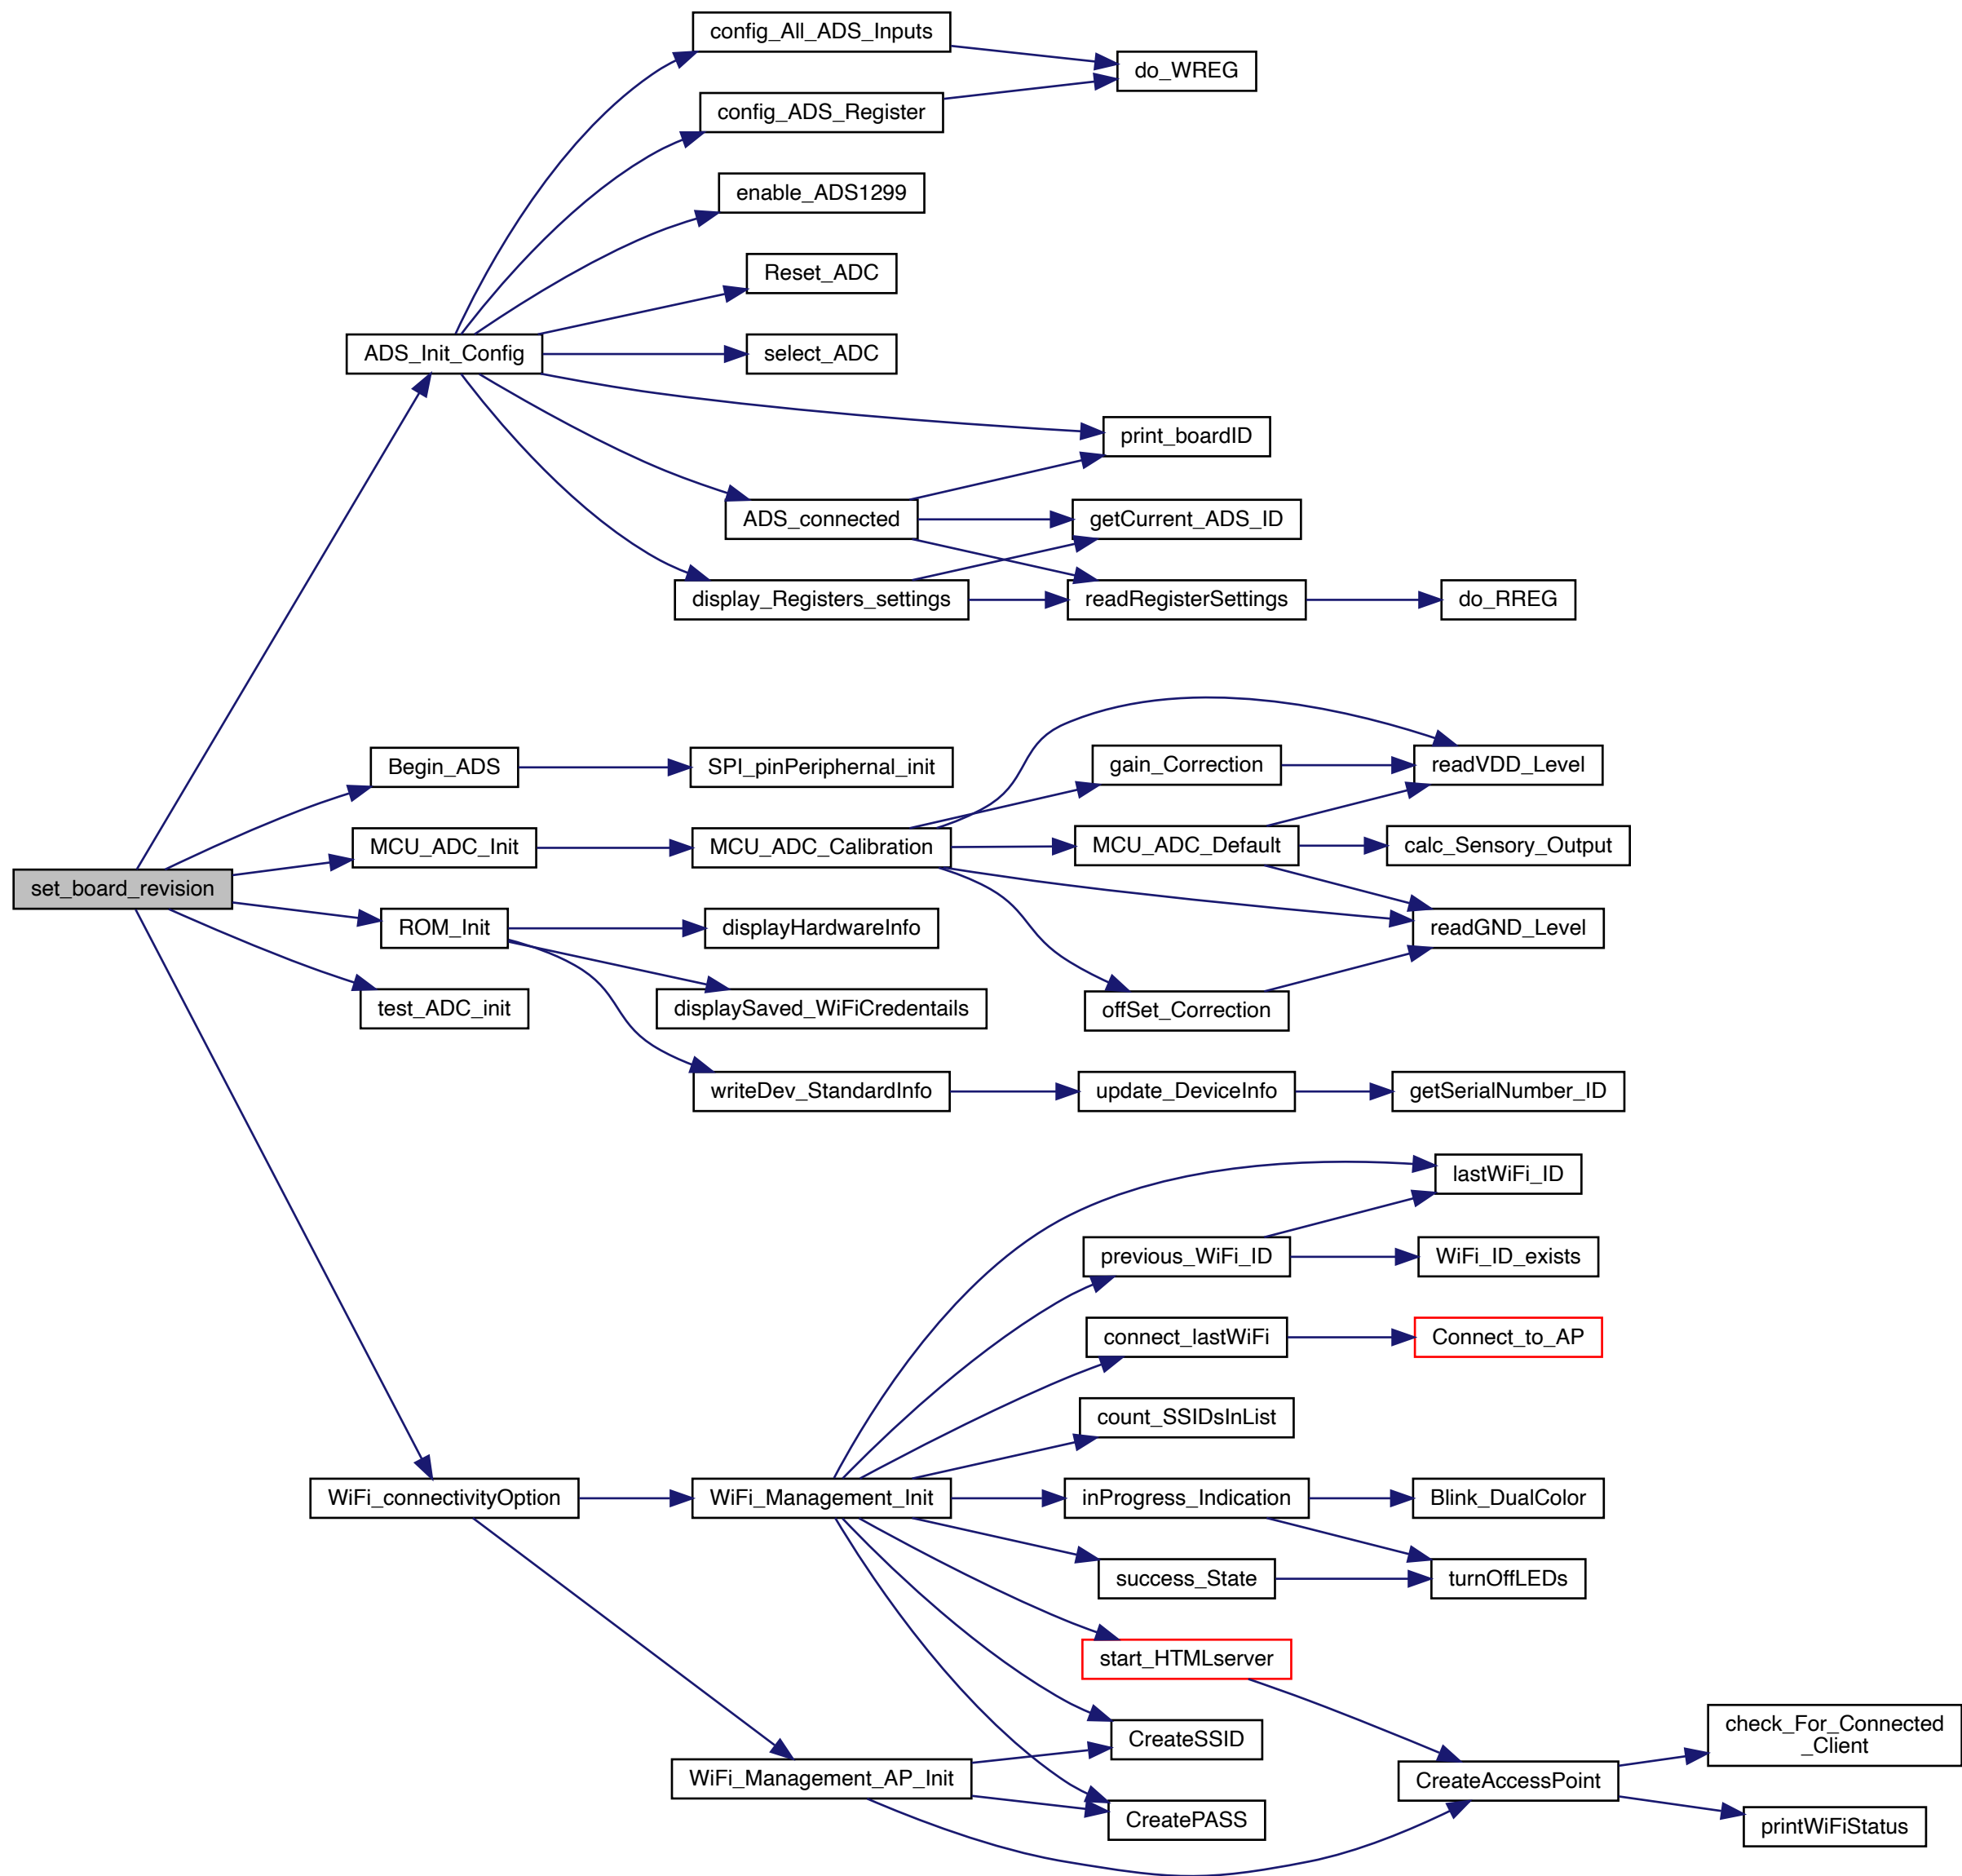 config_All_ADS_Inputs
do_WREG
config_ADS_Register
enable_ADS1299
Reset_ADC
ADS_Init_Config
select_ADC
print_boardID
ADS_connected
getCurrent_ADS_ID
display_Registers_settings
readRegisterSettings
do_RREG
Begin_ADS
SPI_pinPeriphernal_init
gain_Correction
readVDD_Level
MCU_ADC_Init
MCU_ADC_Calibration
MCU_ADC_Default
calc_Sensory_Output
set_board_revision
ROM_Init
displayHardwareInfo
readGND_Level
test_ADC_init
displaySaved_WiFiCredentails
offSet_Correction
writeDev_StandardInfo
update_DeviceInfo
getSerialNumber_ID
lastWiFi_ID
previous_WiFi_ID
WiFi_ID_exists
connect_lastWiFi
Connect_to_AP
count_SSIDsInList
WiFi_connectivityOption
WiFi_Management_Init
inProgress_Indication
Blink_DualColor
success_State
turnOffLEDs
start_HTMLserver
CreateSSID
check_For_Connected
_Client
WiFi_Management_AP_Init
CreateAccessPoint
CreatePASS
printWiFiStatus